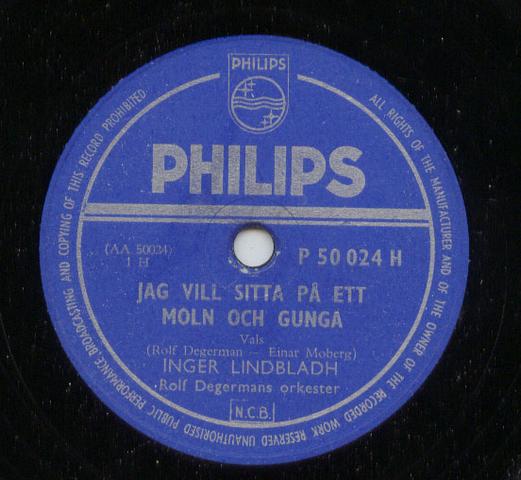 PHILIPS
PHILIPS
(AA 50024)
1 H
P 50 024 H
JAG VILL SITTA PÅ ETT
MOLN OCH GUNGA
Vals
(Rolf Degerman — Einar Moberg)
INGER LINDBLADH
Rolf Degermans orkester
N.C.B.
ALL RIGHTS OF THE MANUFACTURER AND OF THE OWNER OF THE RECORDED WORK RESERVED UNAUTHORISED PUBLIC PERFORMANCE BROADCASTING AND COPYING OF THIS RECORD PROHIBITED